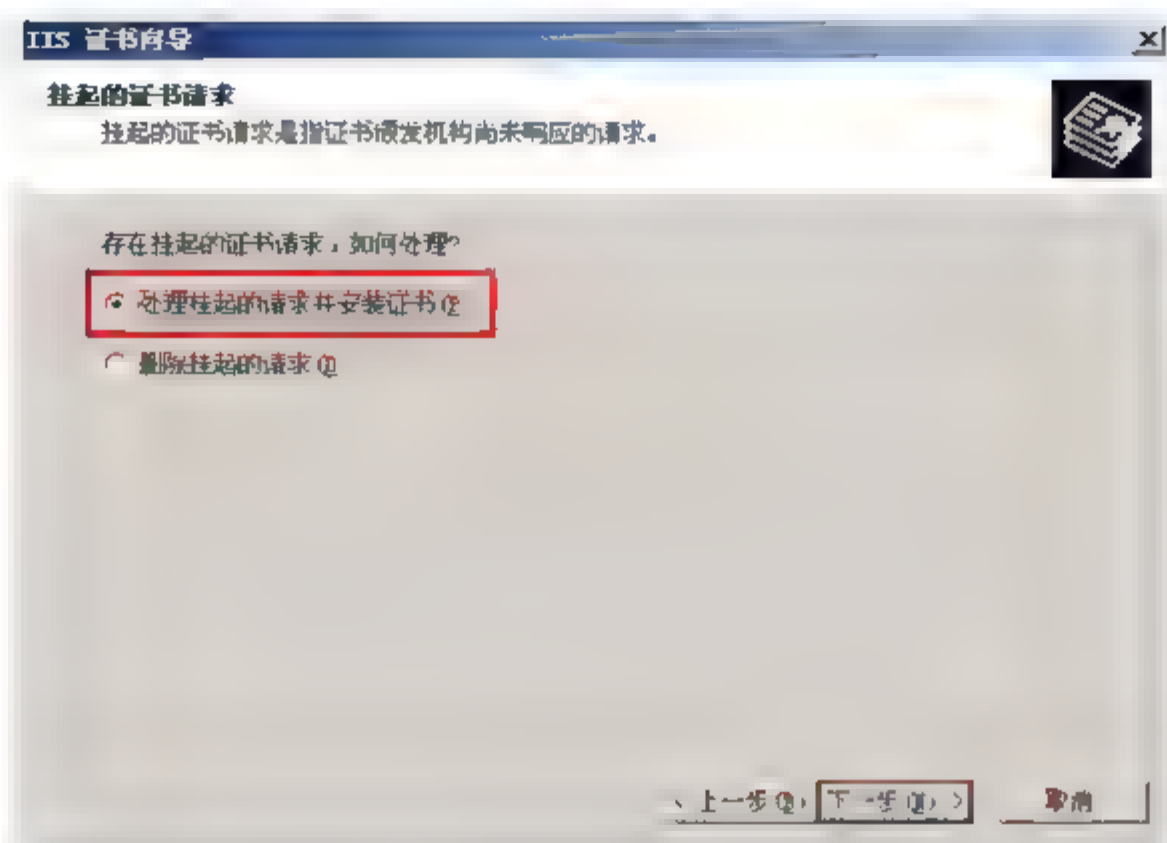 IIS 证书向导
挂起的证书请求
挂起的证书请求是指证书颁发机构尚未响应的请求。
存在挂起的证书请求，如何处理?
处理挂起的请求并安装证书(P)
删除挂起的请求(D)
< 上一步(B) 下一步(N) > 取消